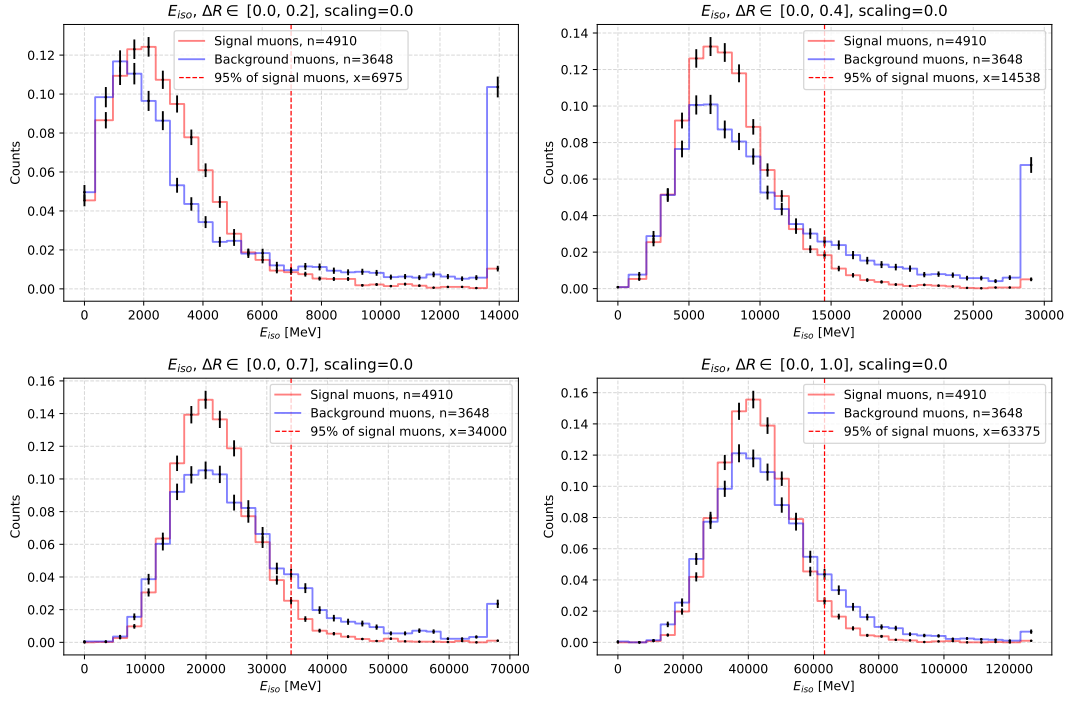 E_iso, ΔR ∈ [0.0, 0.2], scaling=0.0
Signal muons, n=4910
Background muons, n=3648
95% of signal muons, x=6975
Counts
0.12
0.10
0.08
0.06
0.04
0.02
0.00
0 2000 4000 6000 8000 10000 12000 14000
E_iso [MeV]
E_iso, ΔR ∈ [0.0, 0.4], scaling=0.0
Signal muons, n=4910
Background muons, n=3648
95% of signal muons, x=14538
Counts
0.14
0.12
0.10
0.08
0.06
0.04
0.02
0.00
0 5000 10000 15000 20000 25000 30000
E_iso [MeV]
E_iso, ΔR ∈ [0.0, 0.7], scaling=0.0
Signal muons, n=4910
Background muons, n=3648
95% of signal muons, x=34000
Counts
0.16
0.14
0.12
0.10
0.08
0.06
0.04
0.02
0.00
0 10000 20000 30000 40000 50000 60000 70000
E_iso [MeV]
E_iso, ΔR ∈ [0.0, 1.0], scaling=0.0
Signal muons, n=4910
Background muons, n=3648
95% of signal muons, x=63375
Counts
0.16
0.14
0.12
0.10
0.08
0.06
0.04
0.02
0.00
0 20000 40000 60000 80000 100000 120000
E_iso [MeV]